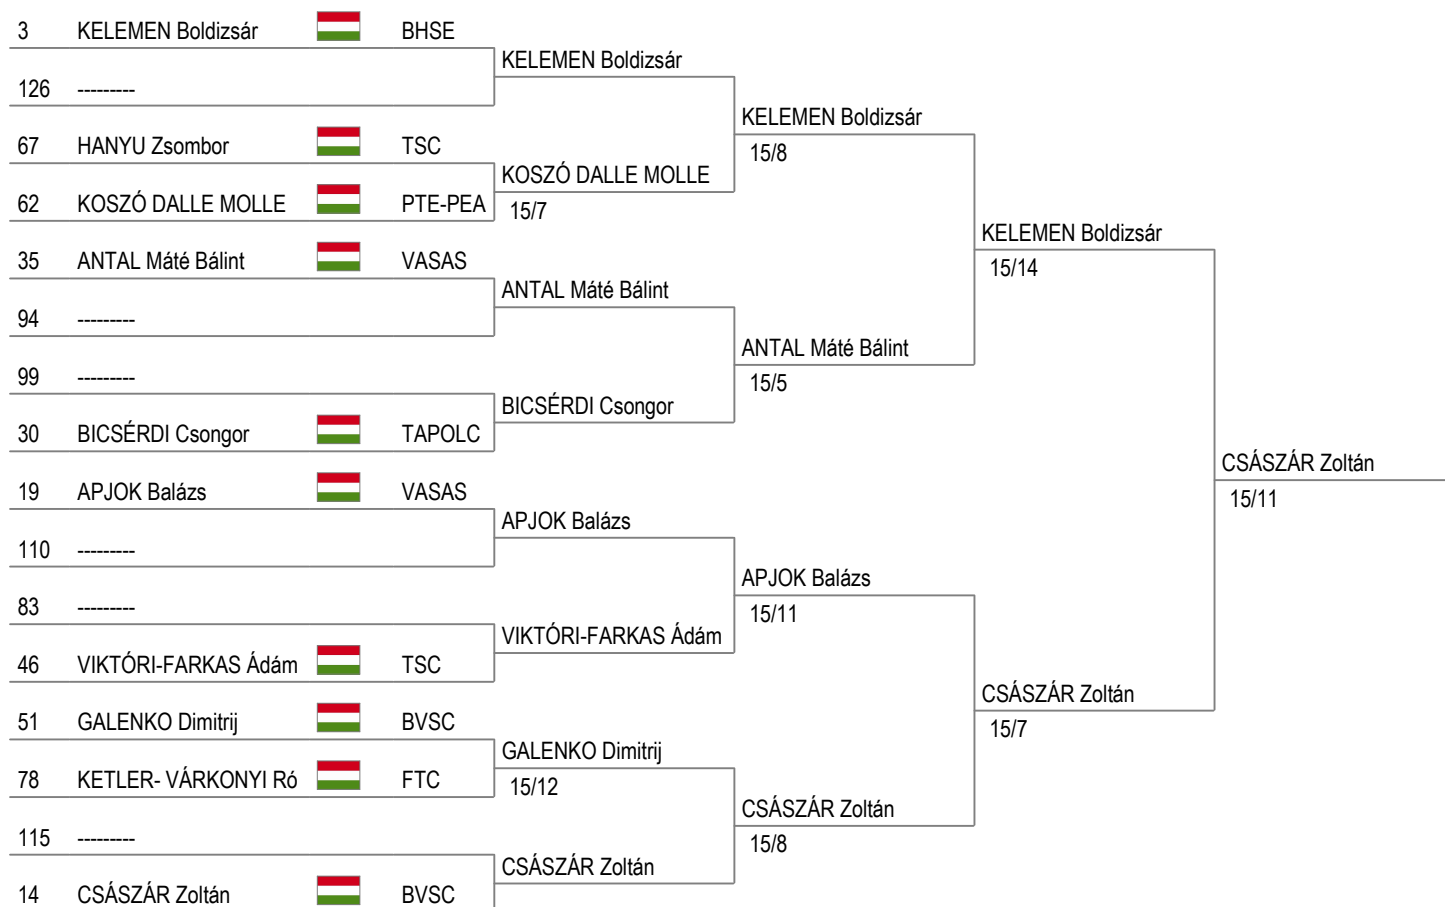 3 KELEMEN Boldizsár BHSE
KELEMEN Boldizsár
126 ---------
KELEMEN Boldizsár
67 HANYU Zsombor TSC
15/8
KOSZÓ DALLE MOLLE
62 KOSZÓ DALLE MOLLE PTE-PEA
15/7
KELEMEN Boldizsár
35 ANTAL Máté Bálint VASAS
15/14
ANTAL Máté Bálint
94 ---------
ANTAL Máté Bálint
99 ---------
15/5
BICSÉRDI Csongor
30 BICSÉRDI Csongor TAPOLC
CSÁSZÁR Zoltán
19 APJOK Balázs VASAS
15/11
APJOK Balázs
110 ---------
APJOK Balázs
83 ---------
15/11
VIKTÓRI-FARKAS Ádám
46 VIKTÓRI-FARKAS Ádám TSC
CSÁSZÁR Zoltán
51 GALENKO Dimitrij BVSC
15/7
GALENKO Dimitrij
78 KETLER- VÁRKONYI Ró FTC
15/12
CSÁSZÁR Zoltán
115 ---------
15/8
CSÁSZÁR Zoltán
14 CSÁSZÁR Zoltán BVSC